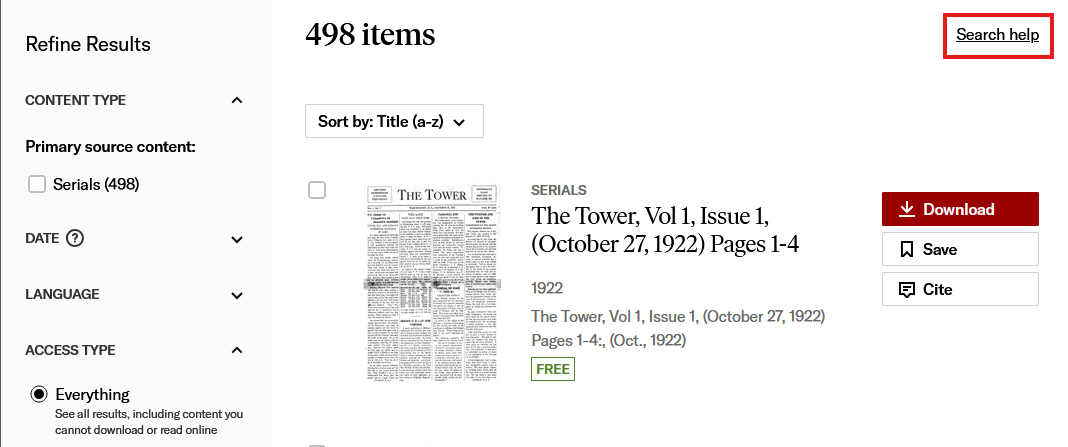 Refine Results
CONTENT TYPE
Primary source content:
Serials (498)
DATE ?
LANGUAGE
ACCESS TYPE
Everything
See all results, including content you
cannot download or read online
498 items
Search help
Sort by: Title (a-z)
THE TOWER
SERIALS
The Tower, Vol 1, Issue 1,
(October 27, 1922) Pages 1-4
1922
The Tower, Vol 1, Issue 1, (October 27, 1922)
Pages 1-4:, (Oct., 1922)
FREE
Download
Save
Cite